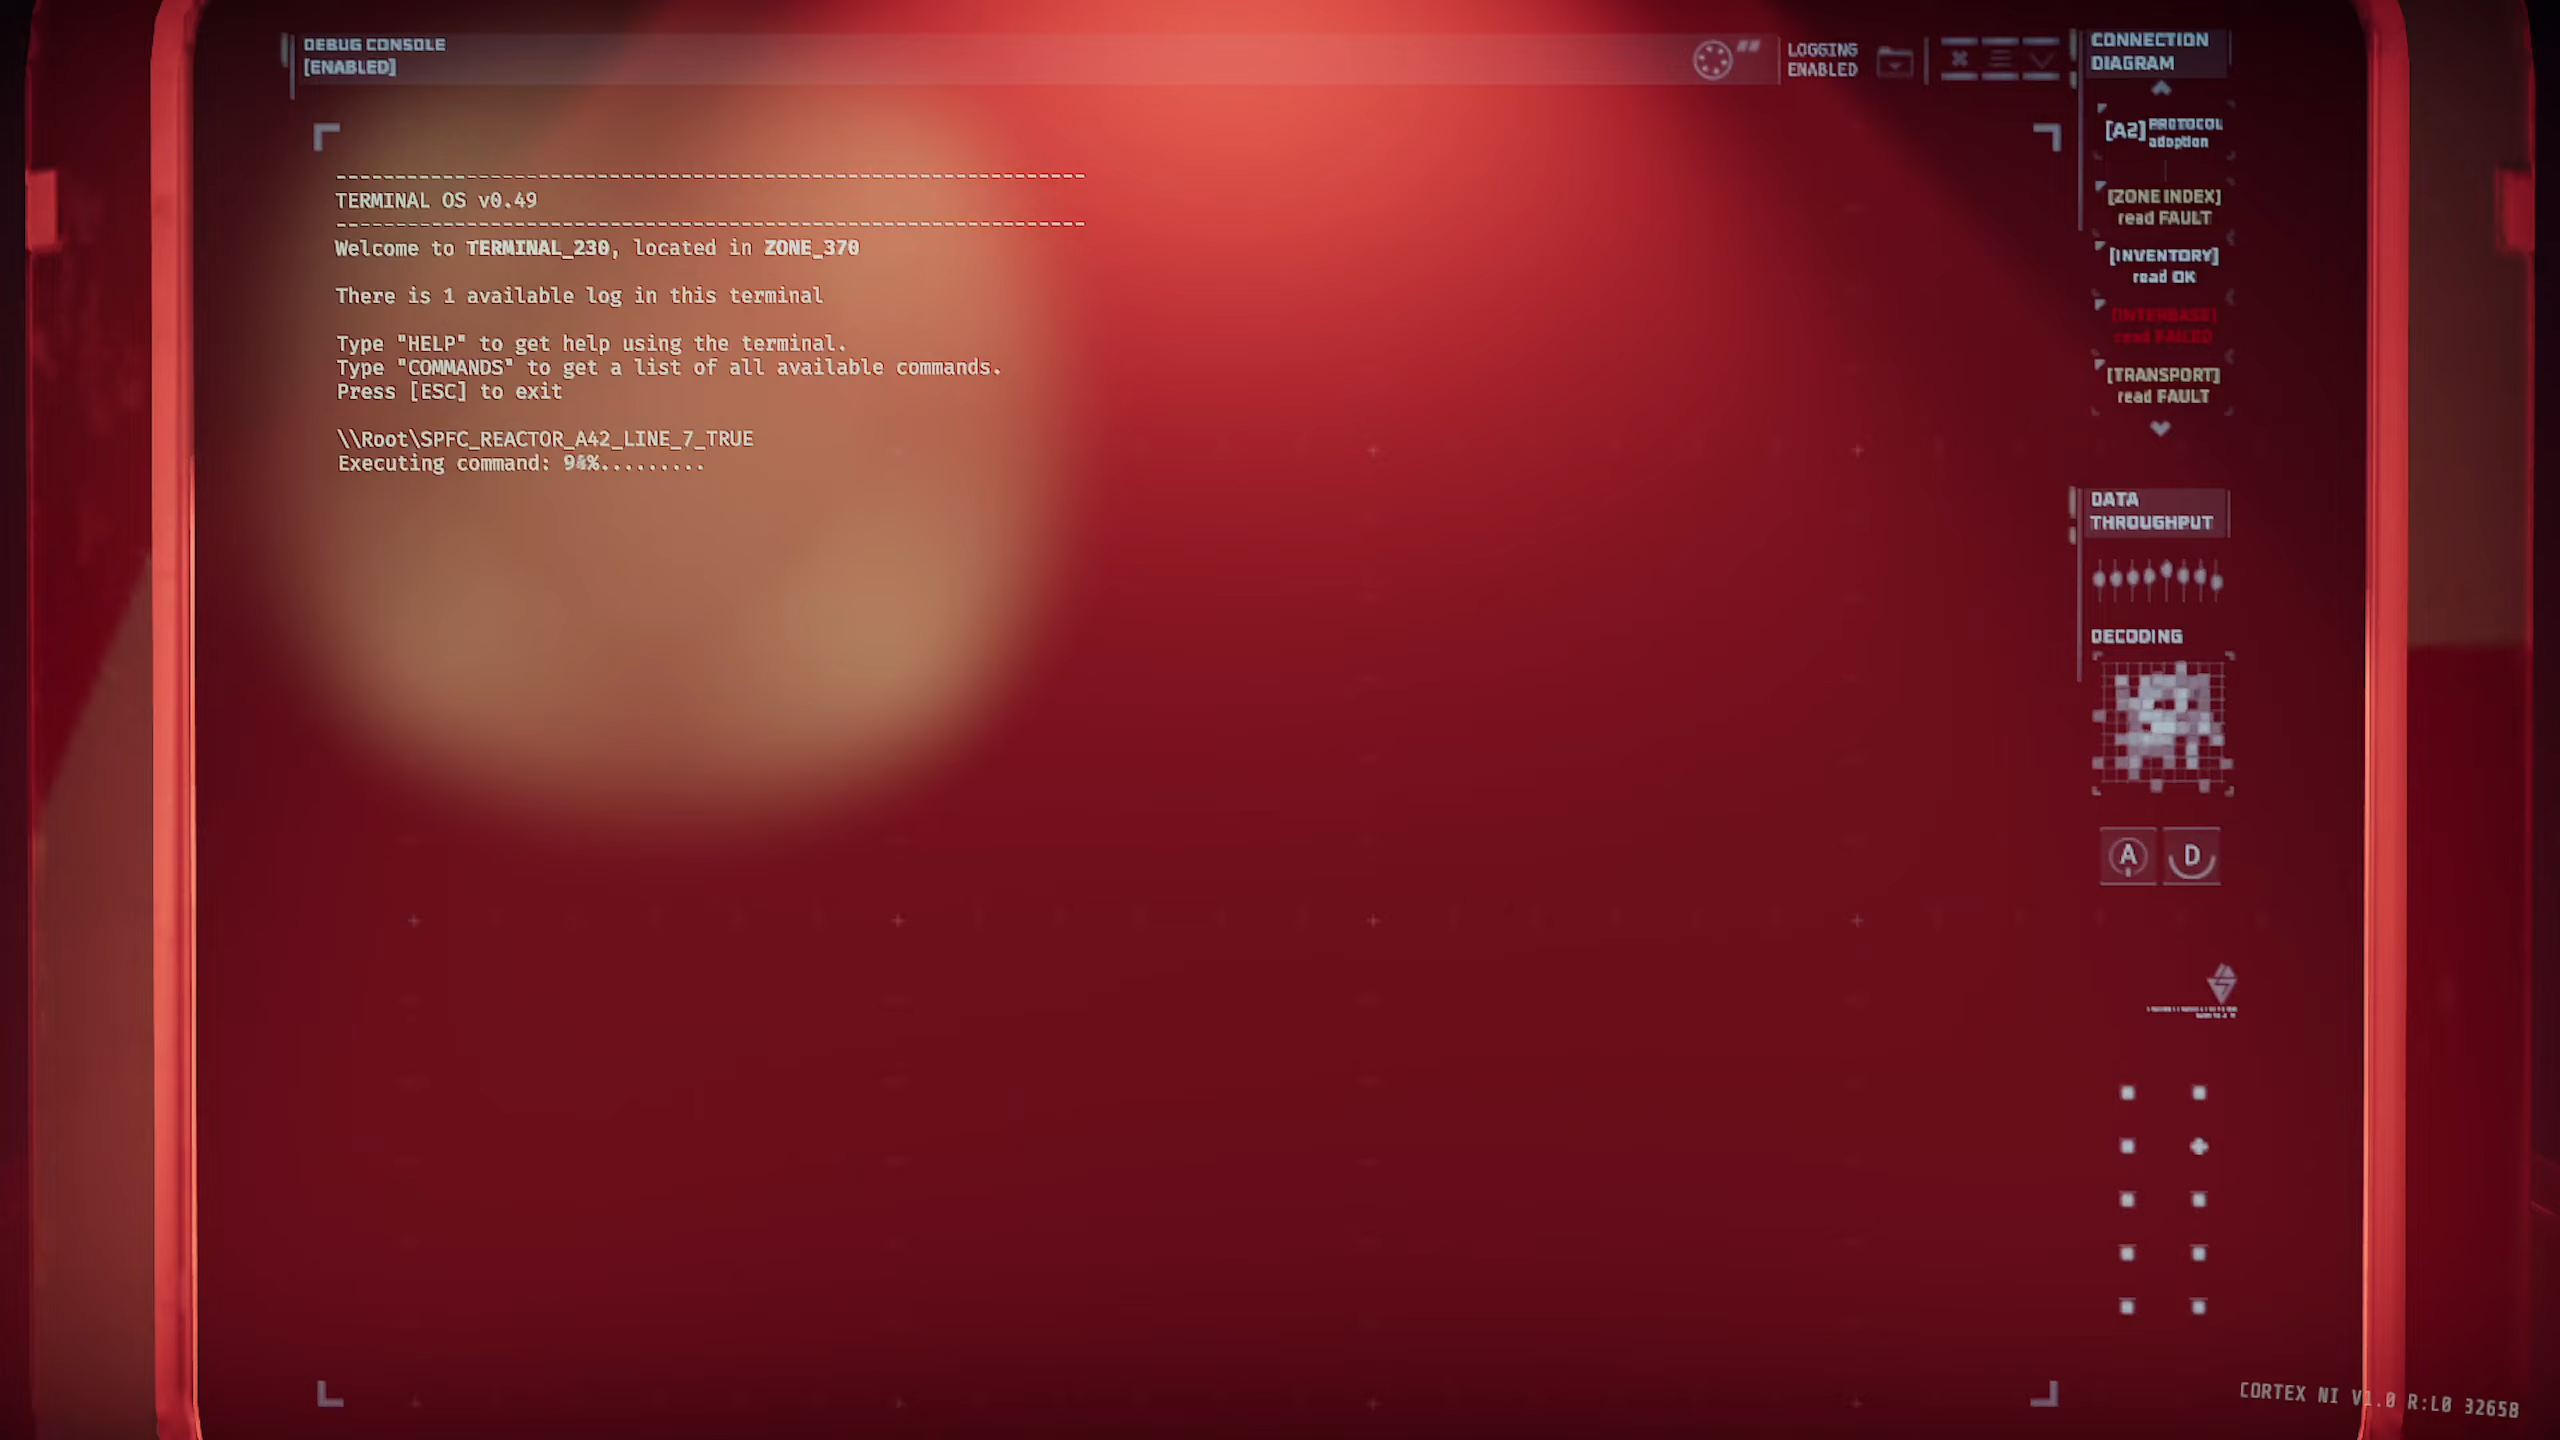 DEBUG CONSOLE
[ENABLED]
LOGGING
ENABLED
--------------------------------------------------------------
TERMINAL OS v0.49
--------------------------------------------------------------
Welcome to TERMINAL_230, located in ZONE_370
There is 1 available log in this terminal
Type "HELP" to get help using the terminal.
Type "COMMANDS" to get a list of all available commands.
Press [ESC] to exit
\\Root\SPFC_REACTOR_A42_LINE_7_TRUE
Executing command: .........
CONNECTION
DIAGRAM
[A2] PROTOCOL
adoption
[ZONE INDEX]
read FAULT
[INVENTORY]
read OK
[INTERBASE]
read FAILED
[TRANSPORT]
read FAULT
DATA
THROUGHPUT
DECODING
A D
CORTEX NI V1.0 R:L0 32658